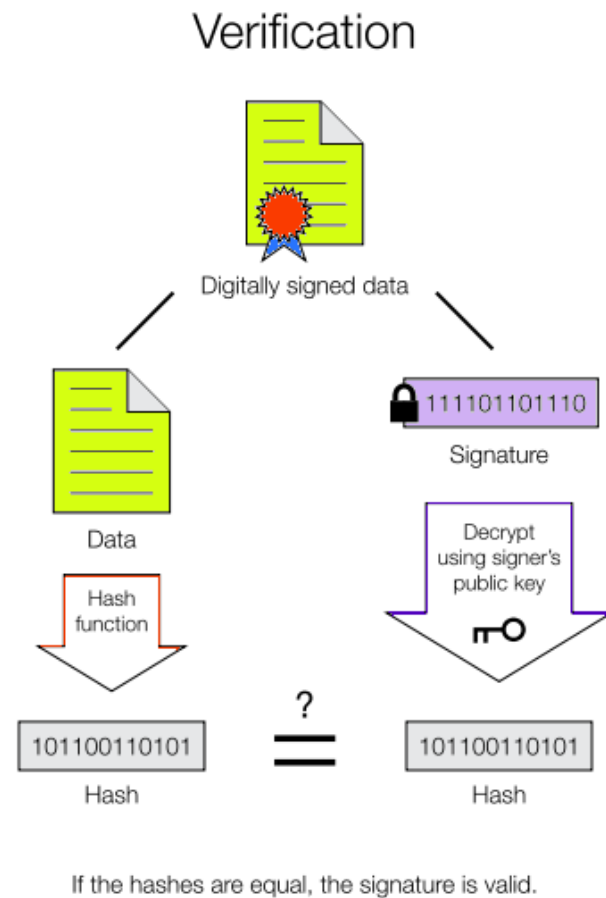 Verification
Digitally signed data
111101101110
Signature
Data
Decrypt
using signer's
public key
Hash
function
?
101100110101
101100110101
Hash
Hash
If the hashes are equal, the signature is valid.